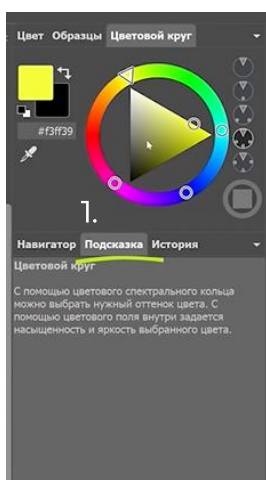 Цвет Образцы Цветовой круг
#f3ff39
1.
Навигатор Подсказка История
Цветовой круг
С помощью цветового спектрального кольца
можно выбрать нужный оттенок цвета. С
помощью цветового поля внутри задается
насыщенность и яркость выбранного цвета.